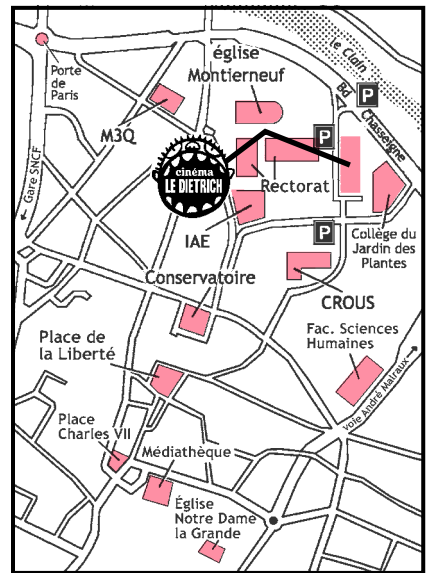 le Clain
église
Montierneuf
Bd Chasseigne
P
Porte
de
Paris
M3Q
P
cinéma
LE DIETRICH
Rectorat
Gare SNCF
IAE
P
Collège du
Jardin des
Plantes
Conservatoire
CROUS
Fac. Sciences
Humaines
Place de
la Liberté
voie André Malraux
Place
Charles VII
Médiathèque
Église
Notre Dame
la Grande